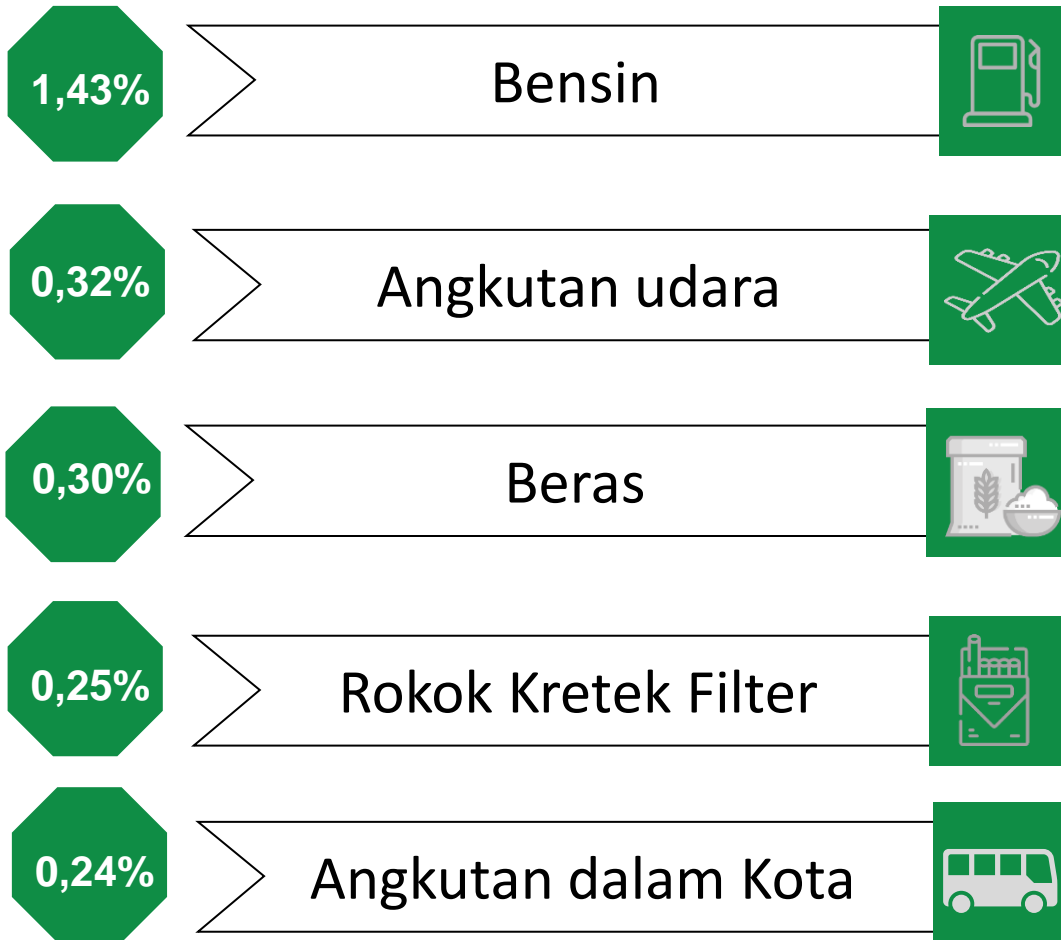 1,43%
Bensin
0,32%
Angkutan udara
0,30%
Beras
0,25%
Rokok Kretek Filter
0,24%
Angkutan dalam Kota